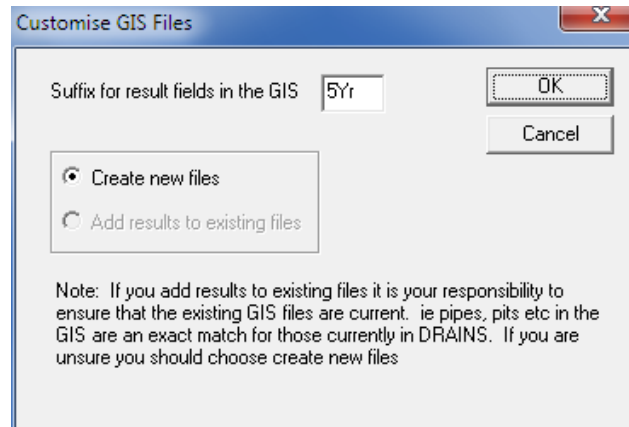 Customise GIS Files
Suffix for result fields in the GIS 5Yr OK
Cancel
Create new files
Add results to existing files
Note: If you add results to existing files it is your responsibility to
ensure that the existing GIS files are current. ie pipes, pits etc in the
GIS are an exact match for those currently in DRAINS. If you are
unsure you should choose create new files